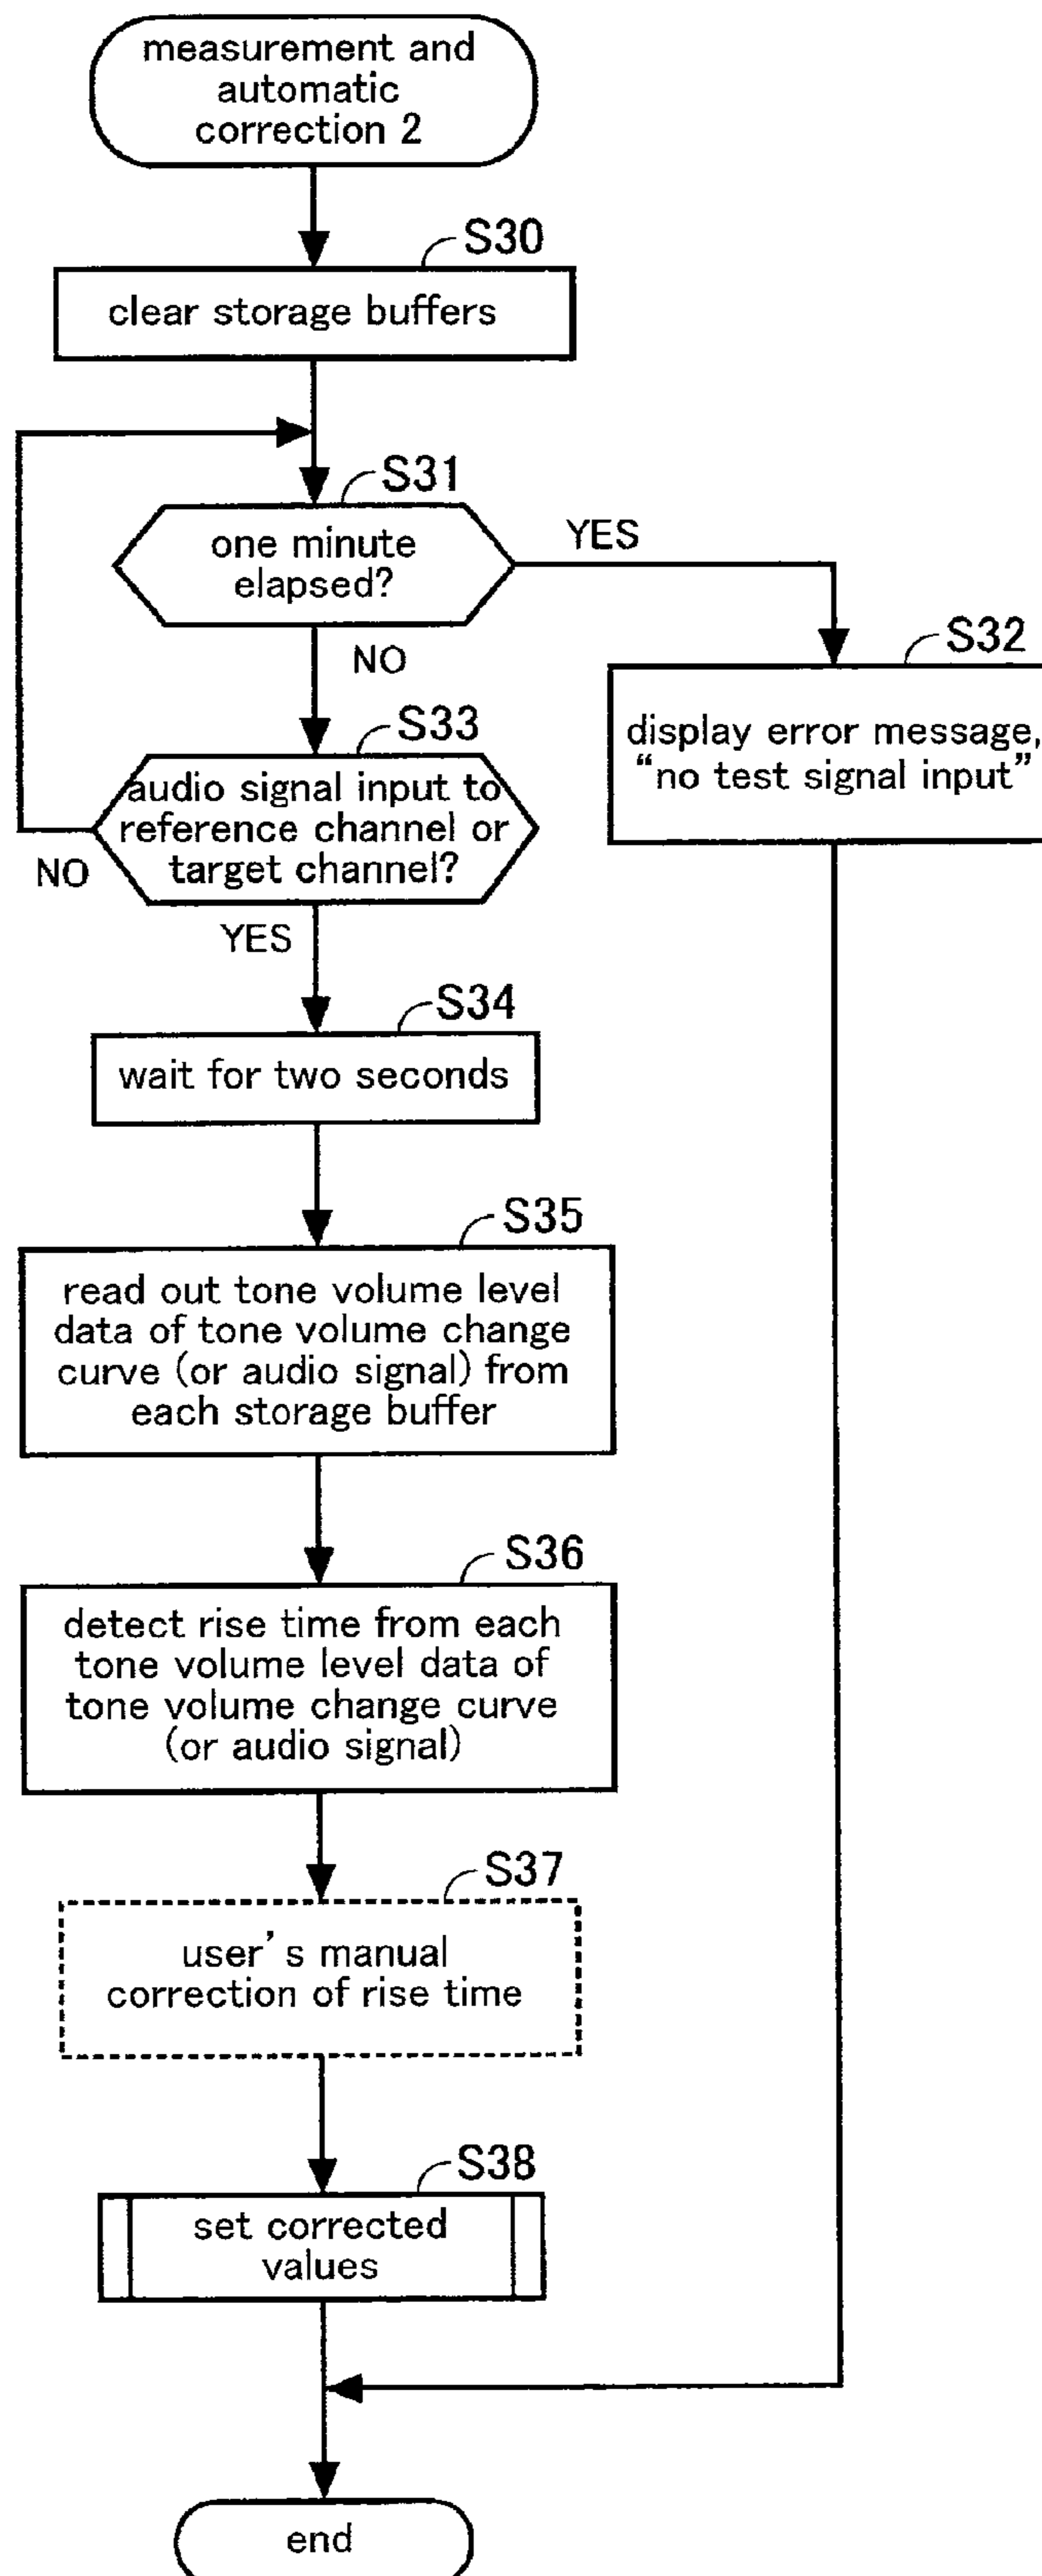 measurement and
automatic
correction 2
S30
clear storage buffers
S31
one minute
elapsed?
YES
NO
S32
display error message,
“no test signal input”
S33
audio signal input to
reference channel or
target channel?
NO
YES
S34
wait for two seconds
S35
read out tone volume level
data of tone volume change
curve (or audio signal) from
each storage buffer
S36
detect rise time from each
tone volume level data of
tone volume change curve
(or audio signal)
S37
user's manual
correction of rise time
S38
set corrected
values
end